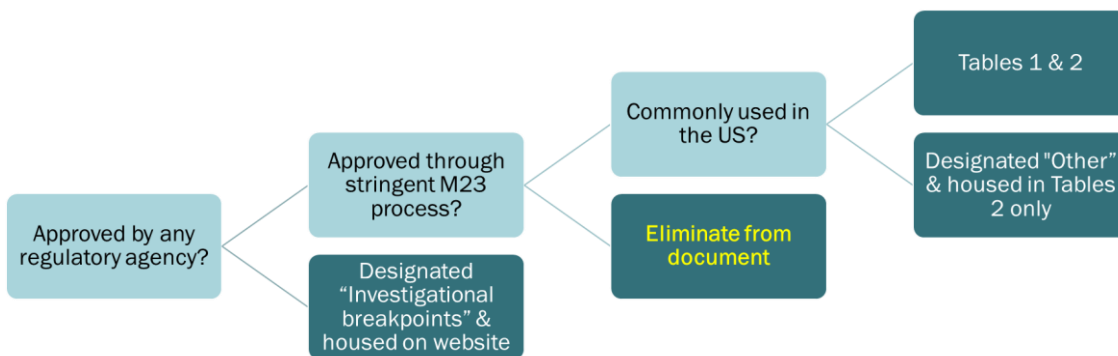 Approved by any
regulatory agency?
Approved through
stringent M23
process?
Designated
“Investigational
breakpoints” &
housed on website
Commonly used in
the US?
Eliminate from
document
Tables 1 & 2
Designated "Other”
& housed in Tables
2 only